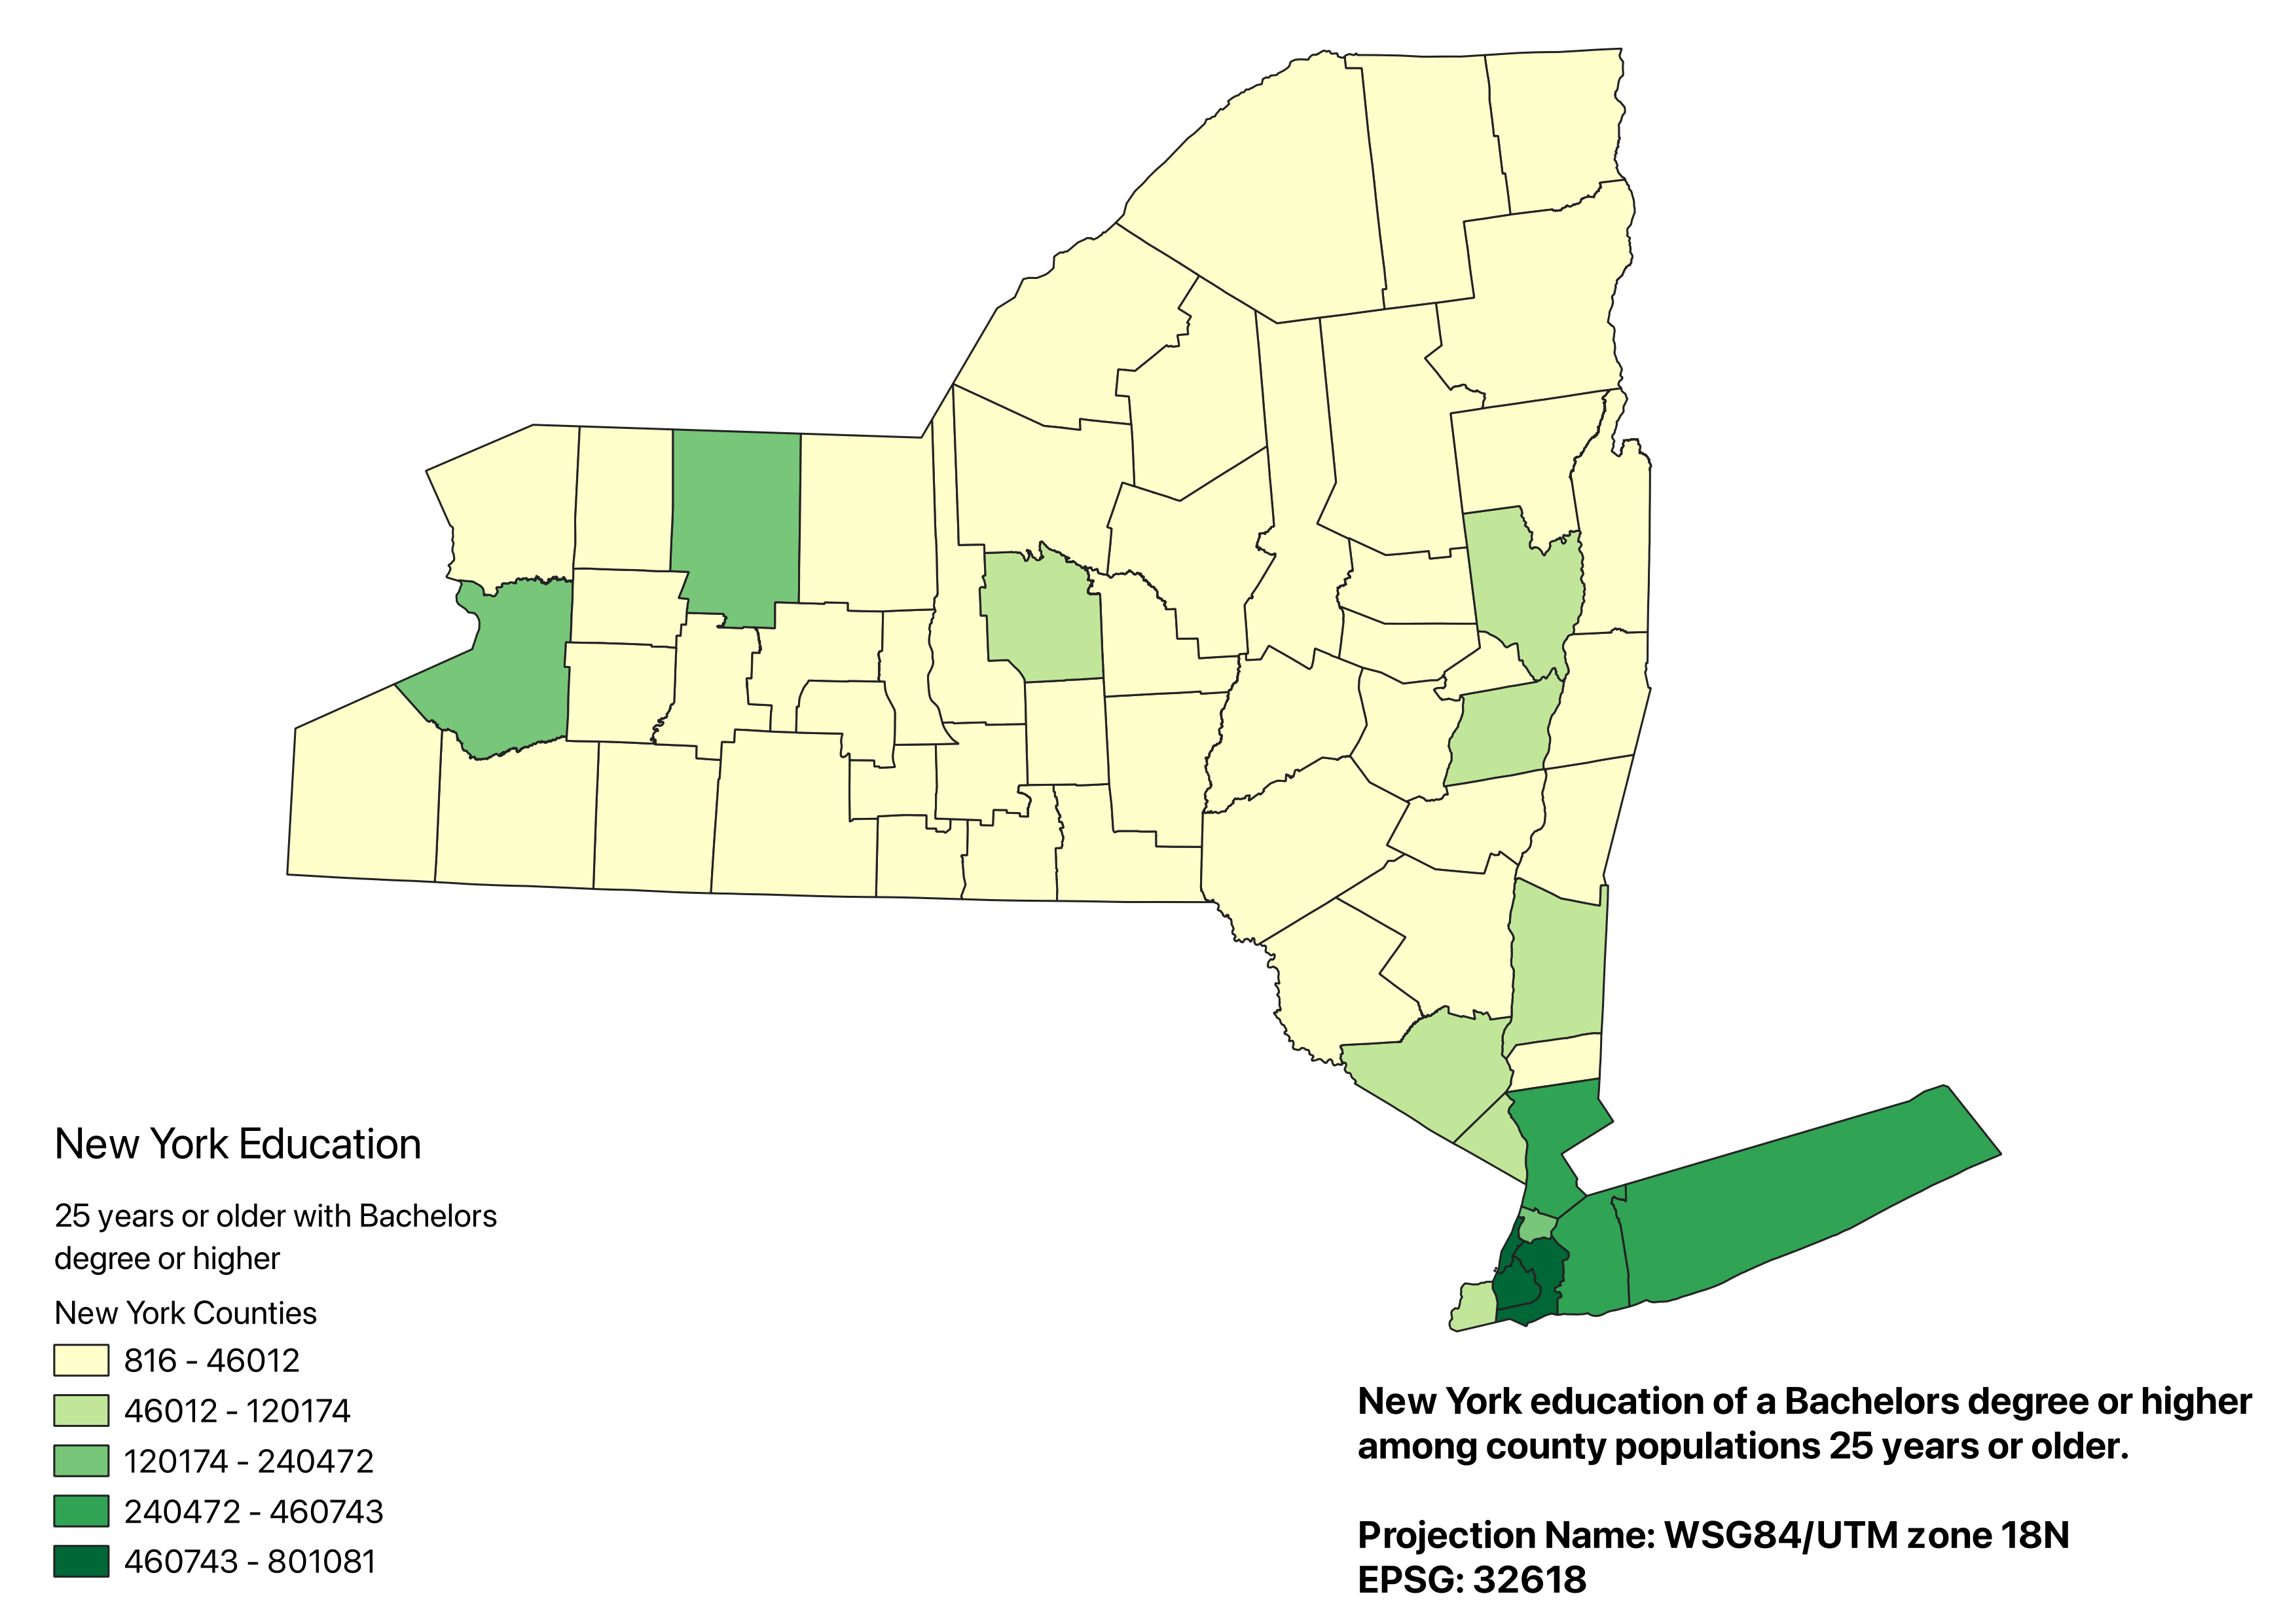 New York Education
25 years or older with Bachelors
degree or higher
New York Counties
816 - 46012
46012 - 120174
120174 - 240472
240472 - 460743
460743 - 801081
New York education of a Bachelors degree or higher
among county populations 25 years or older.
Projection Name: WSG84/UTM zone 18N
EPSG: 32618